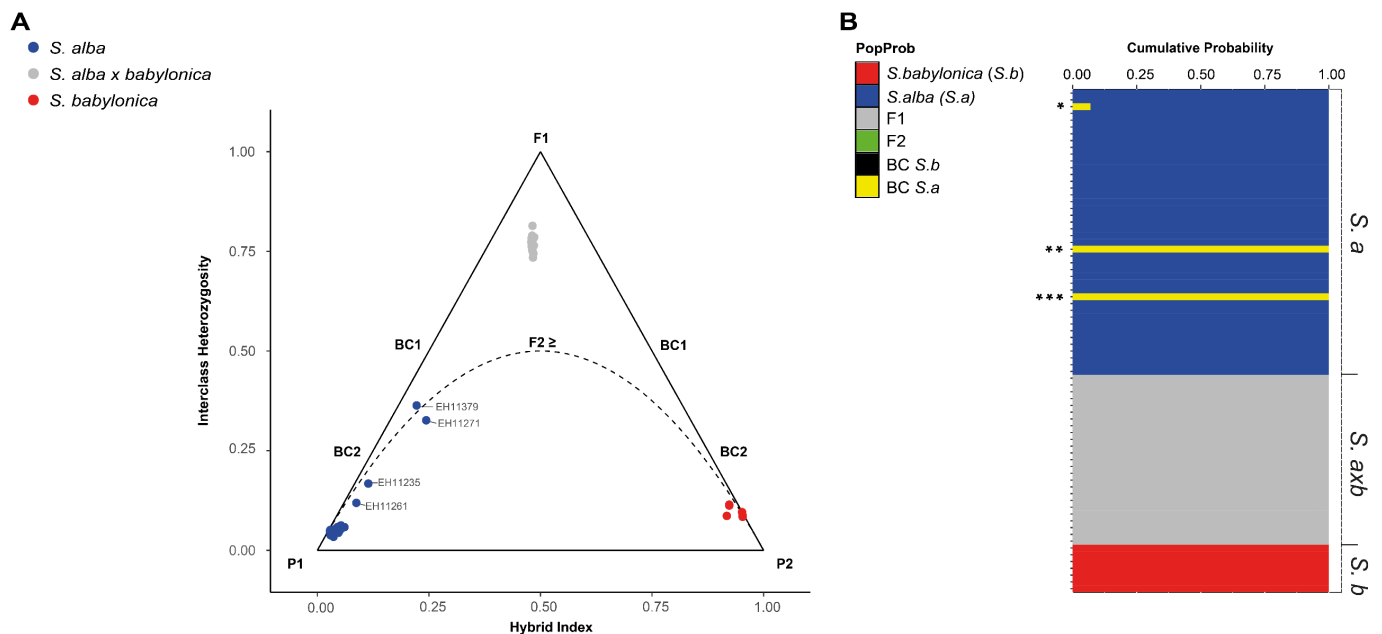 A
S. alba
S. alba x babylonica
S. babylonica
F1
1.00
0.75
0.50
0.25
0.00
Interclass Heterozygosity
BC1
BC1
F2 ≥
EH11379
EH11271
BC2
BC2
EH11235
EH11261
P1
P2
0.00
0.25
0.50
0.75
1.00
Hybrid Index
B
PopProb
S.babylonica (S.b)
S.alba (S.a)
F1
F2
BC S.b
BC S.a
Cumulative Probability
0.00
0.25
0.50
0.75
1.00
*
**
***
S. a
S. axb
S. b